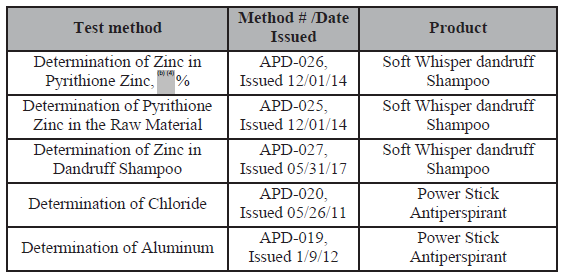 Test method
Method # /Date
Issued
Product
Determination of Zinc in
Pyrithione Zinc, (b) (4) %
APD-026,
Issued 12/01/14
Soft Whisper dandruff
Shampoo
Determination of Pyrithione
Zinc in the Raw Material
APD-025,
Issued 12/01/14
Soft Whisper dandruff
Shampoo
Determination of Zinc in
Dandruff Shampoo
APD-027,
Issued 05/31/17
Soft Whisper dandruff
Shampoo
Determination of Chloride
APD-020,
Issued 05/26/11
Power Stick
Antiperspirant
Determination of Aluminum
APD-019,
Issued 1/9/12
Power Stick
Antiperspirant